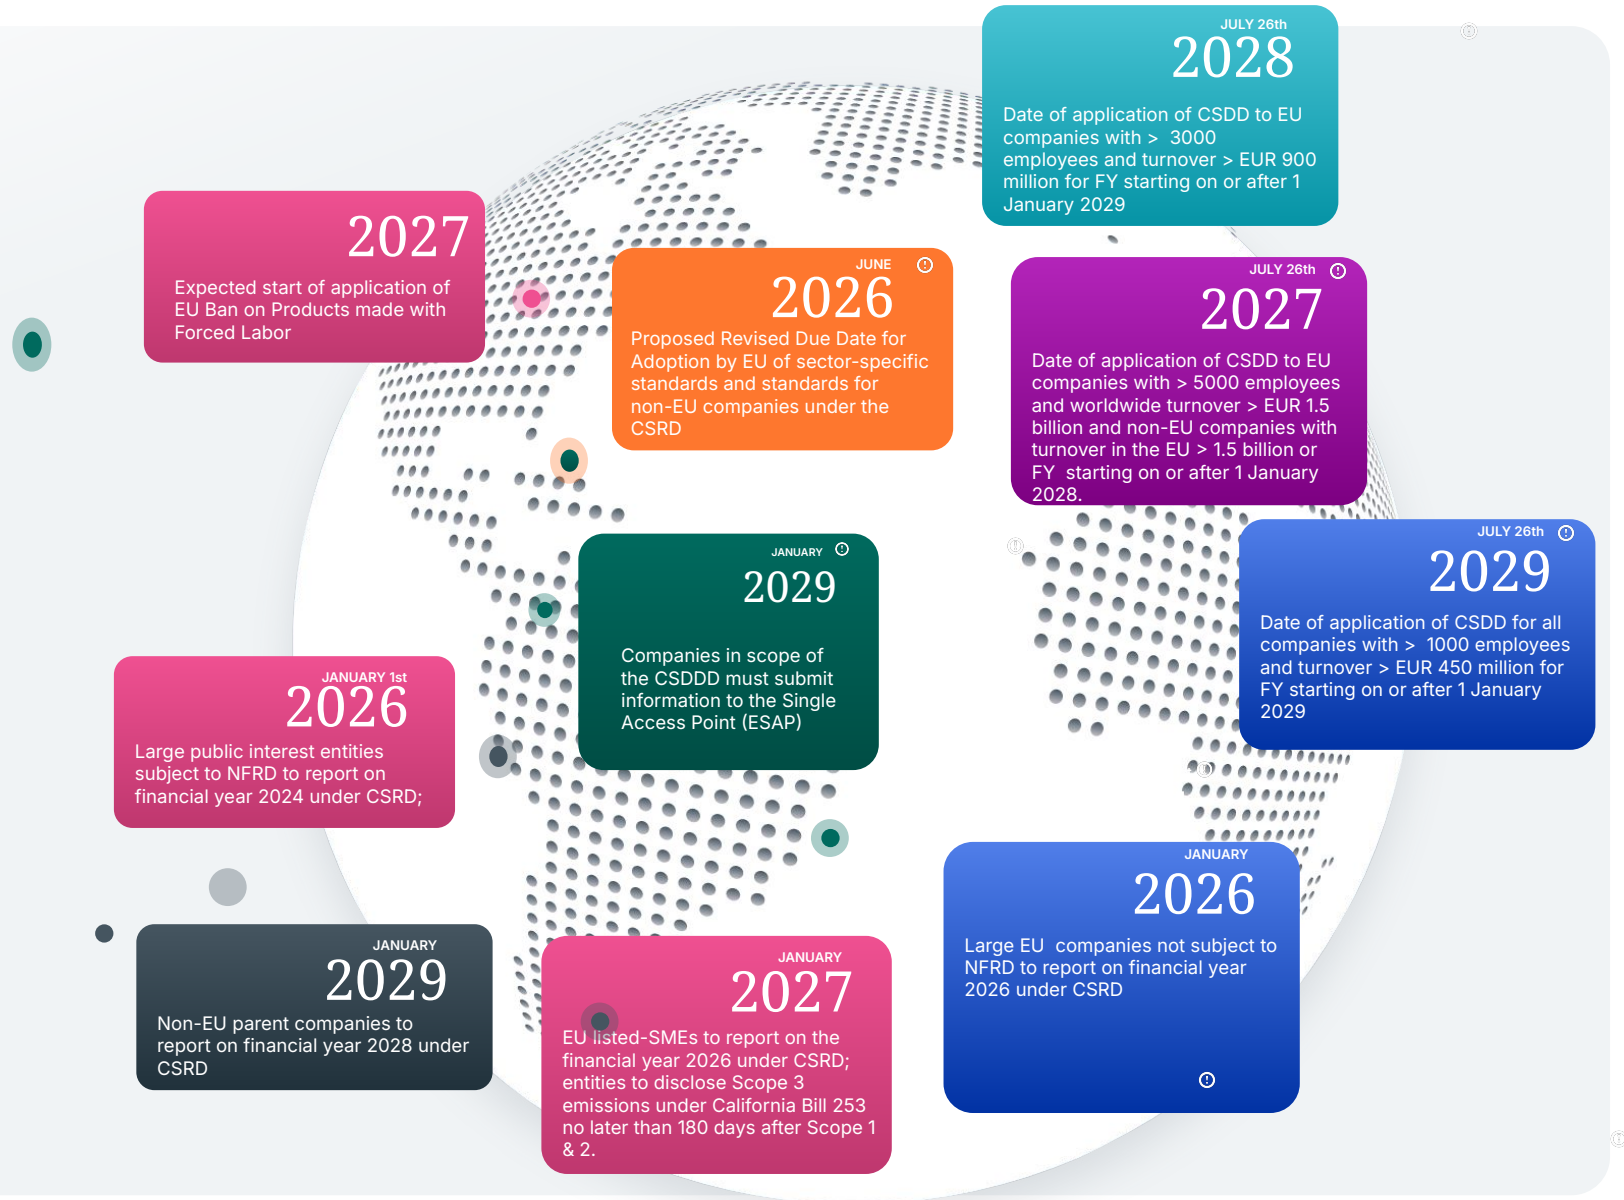 JULY 26th
2028
Date of application of CSDD to EU
companies with >  3000
employees and turnover > EUR 900
million for FY starting on or after 1
January 2029
2027
Expected start of application of
EU Ban on Products made with
Forced Labor
JUNE
2026
Proposed Revised Due Date for
Adoption by EU of sector-specific
standards and standards for
non-EU companies under the
CSRD
JULY 26th
2027
Date of application of CSDD to EU
companies with > 5000 employees
and worldwide turnover > EUR 1.5
billion and non-EU companies with
turnover in the EU > 1.5 billion or
FY  starting on or after 1 January
2028.
JANUARY
2029
Companies in scope of
the CSDDD must submit
information to the Single
Access Point (ESAP)
JULY 26th
2029
Date of application of CSDD for all
companies with >  1000 employees
and turnover > EUR 450 million for
FY starting on or after 1 January
2029
JANUARY 1st
2026
Large public interest entities
subject to NFRD to report on
financial year 2024 under CSRD;
JANUARY
2026
Large EU  companies not subject to
NFRD to report on financial year
2026 under CSRD
JANUARY
2029
Non-EU parent companies to
report on financial year 2028 under
CSRD
JANUARY
2027
EU listed-SMEs to report on the
financial year 2026 under CSRD;
entities to disclose Scope 3
emissions under California Bill 253
no later than 180 days after Scope 1
& 2.